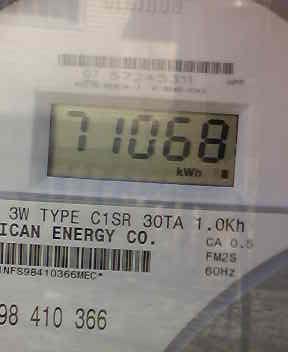 71068
kWh
3W TYPE C1SR 30TA 1.0Kh
ICAN ENERGY CO.
CA 0.5
FM2S
60Hz
INFS98410366MEC*
98 410 366